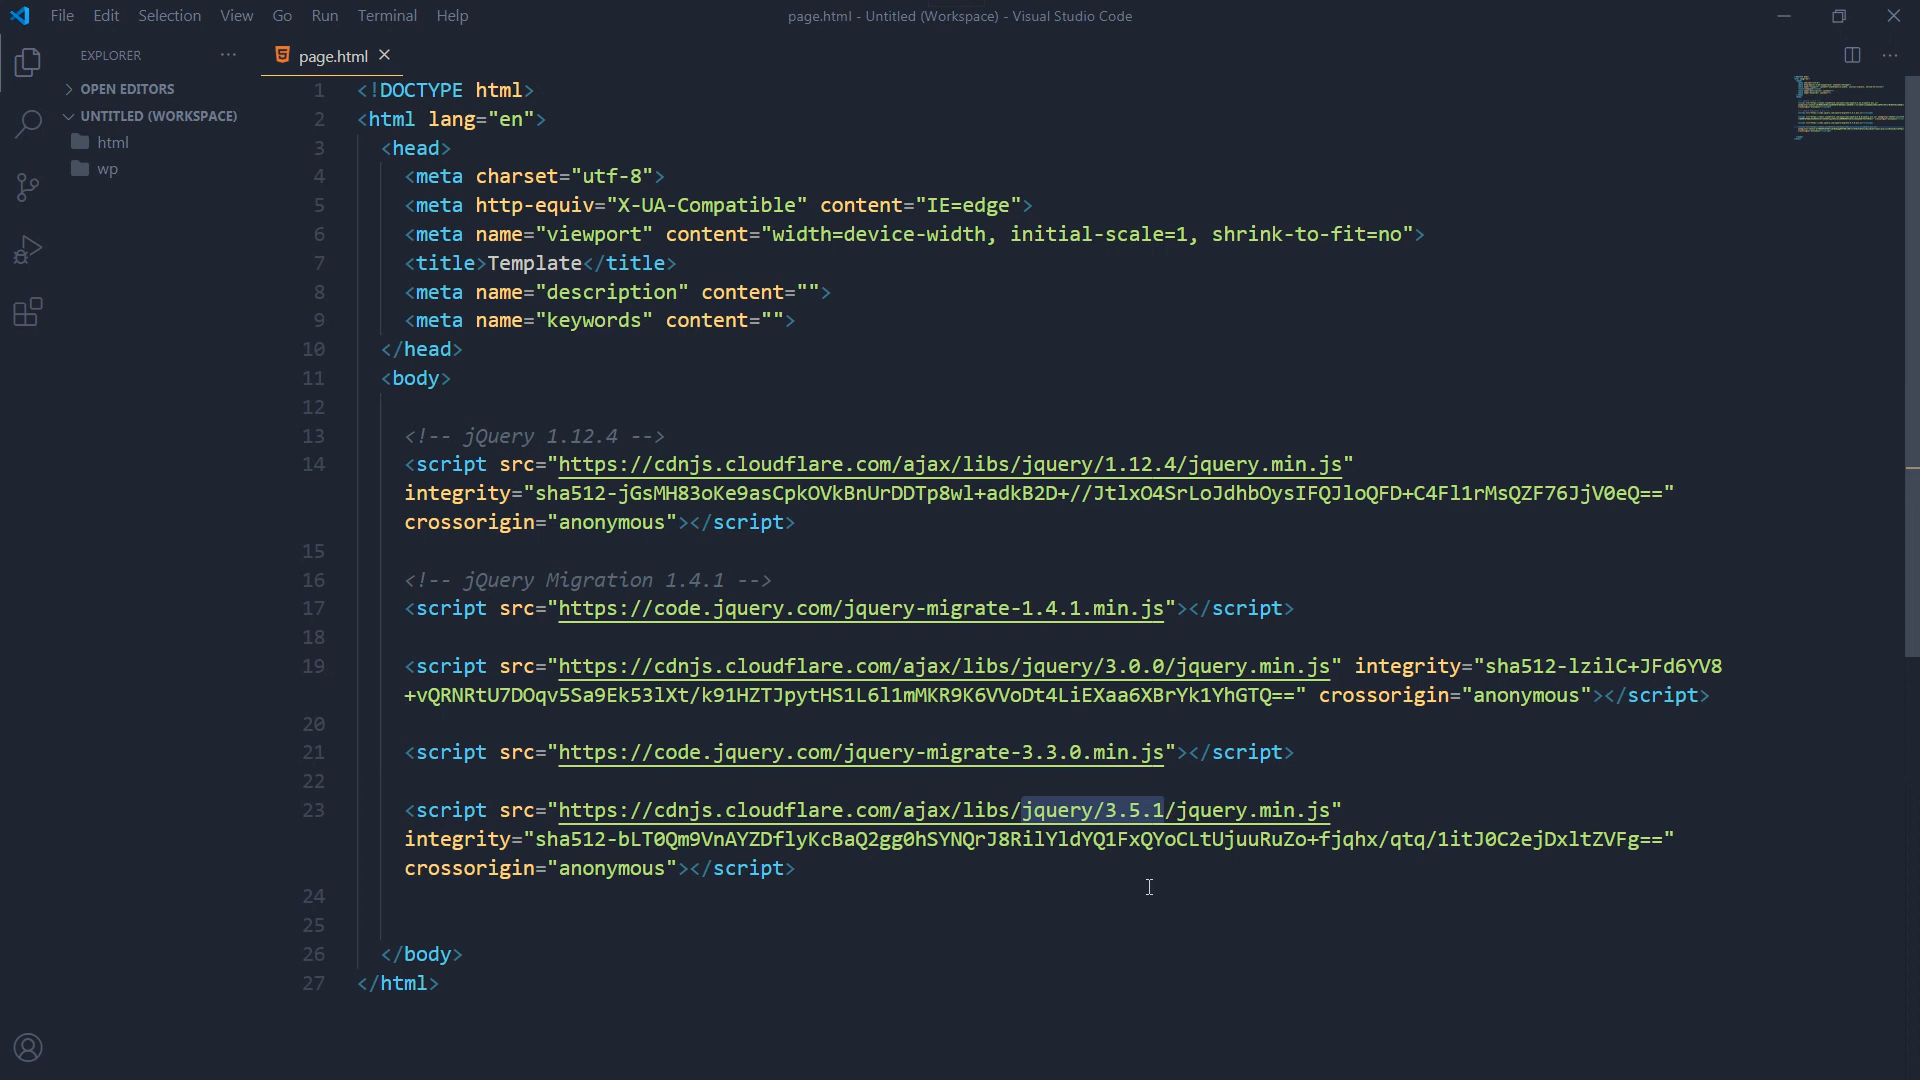 File Edit Selection View Go Run Terminal Help
page.html - Untitled (Workspace) - Visual Studio Code
EXPLORER
page.html
OPEN EDITORS
UNTITLED (WORKSPACE)
html
wp
1 <!DOCTYPE html>
2 <html lang="en">
3 <head>
4 <meta charset="utf-8">
5 <meta http-equiv="X-UA-Compatible" content="IE=edge">
6 <meta name="viewport" content="width=device-width, initial-scale=1, shrink-to-fit=no">
7 <title>Template</title>
8 <meta name="description" content="">
9 <meta name="keywords" content="">
10 </head>
11 <body>
12
13 <!-- jQuery 1.12.4 -->
14 <script src="https://cdnjs.cloudflare.com/ajax/libs/jquery/1.12.4/jquery.min.js"
integrity="sha512-jGsMH83oKe9asCpkOVkBnUrDDTp8wl+adkB2D+//JtlxO4SrLoJdhbOysIFQJloQFD+C4Fl1rMsQZF76JjV0eQ=="
crossorigin="anonymous"></script>
15
16 <!-- jQuery Migration 1.4.1 -->
17 <script src="https://code.jquery.com/jquery-migrate-1.4.1.min.js"></script>
18
19 <script src="https://cdnjs.cloudflare.com/ajax/libs/jquery/3.0.0/jquery.min.js" integrity="sha512-lzilC+JFd6YV8
+vQRNRtU7DOqv5Sa9Ek53lXt/k91HZTJpytHS1L6l1mMKR9K6VVoDt4LiEXaa6XBrYk1YhGTQ==" crossorigin="anonymous"></script>
20
21 <script src="https://code.jquery.com/jquery-migrate-3.3.0.min.js"></script>
22
23 <script src="https://cdnjs.cloudflare.com/ajax/libs/jquery/3.5.1/jquery.min.js"
integrity="sha512-bLT0Qm9VnAYZDflyKcBaQ2gg0hSYNQrJ8RilYldYQ1FxQYoCLtUjuuRuZo+fjqhx/qtq/1itJ0C2ejDxltZVFg=="
crossorigin="anonymous"></script>
24
25
26 </body>
27 </html>